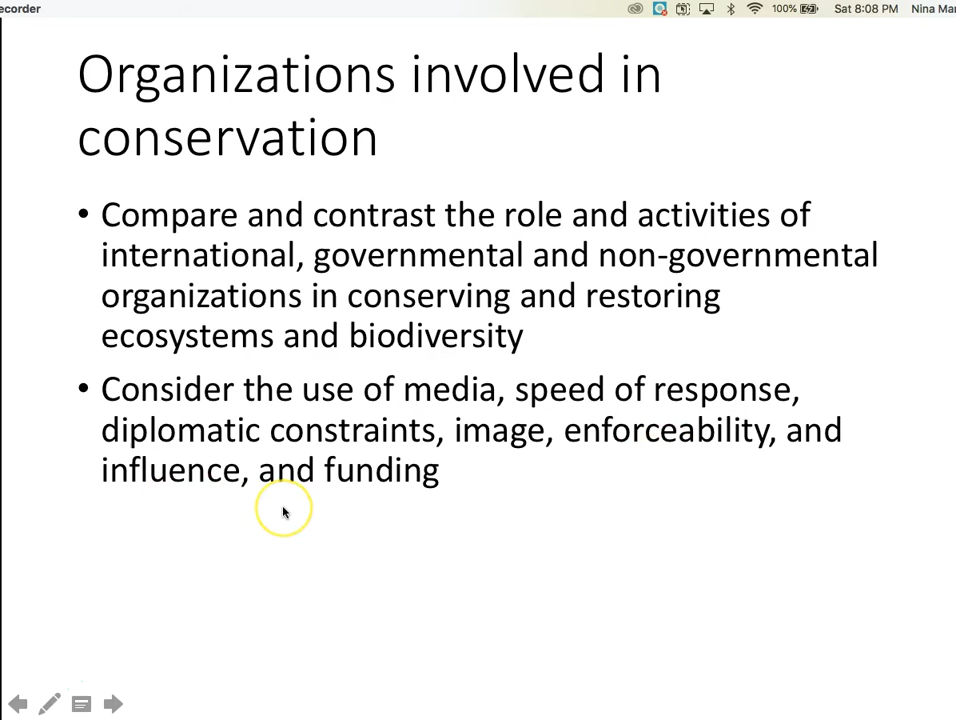 ecorder
100%
Sat 8:08 PM
Nina Mar
Organizations involved in
conservation
• Compare and contrast the role and activities of
international, governmental and non-governmental
organizations in conserving and restoring
ecosystems and biodiversity
• Consider the use of media, speed of response,
diplomatic constraints, image, enforceability, and
influence, and funding